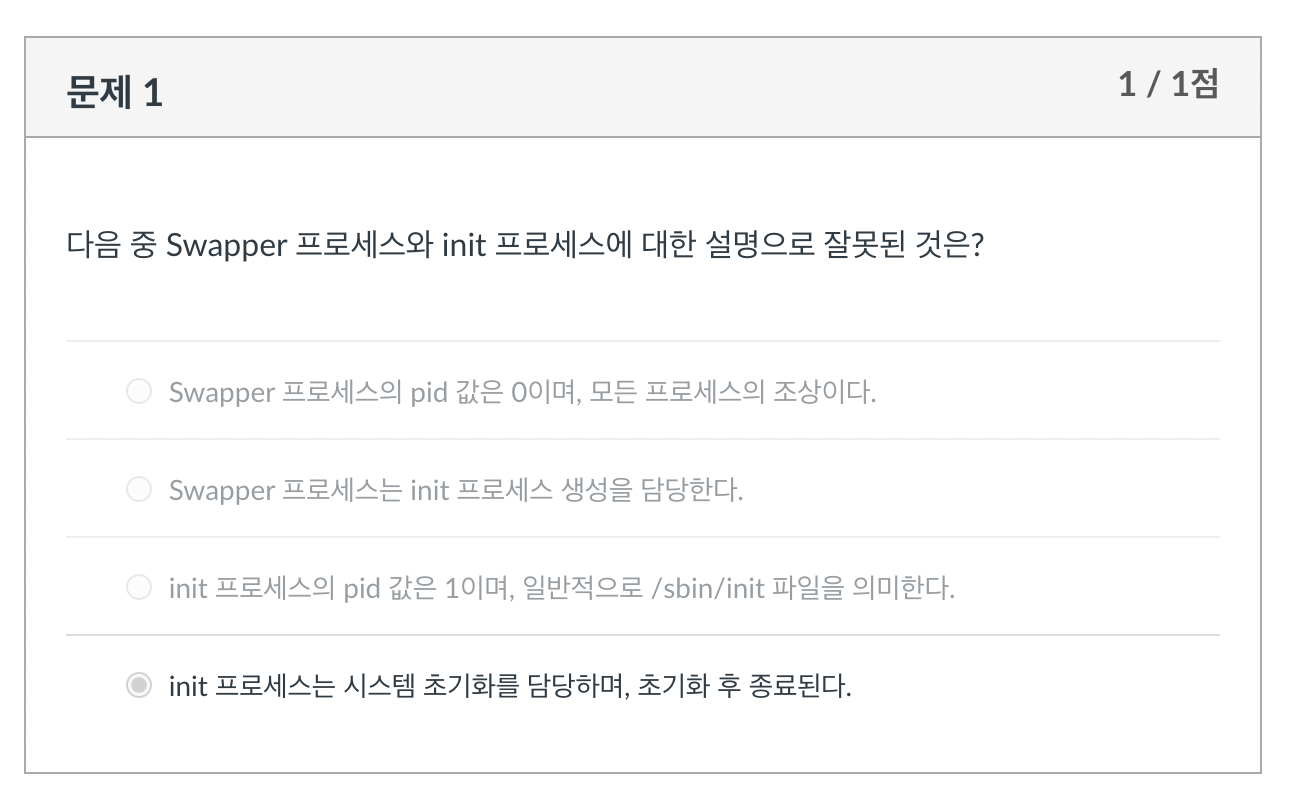 문제 1
1 / 1점
다음 중 Swapper 프로세스와 init 프로세스에 대한 설명으로 잘못된 것은?
Swapper 프로세스의 pid 값은 0이며, 모든 프로세스의 조상이다.
Swapper 프로세스는 init 프로세스 생성을 담당한다.
init 프로세스의 pid 값은 1이며, 일반적으로 /sbin/init 파일을 의미한다.
init 프로세스는 시스템 초기화를 담당하며, 초기화 후 종료된다.